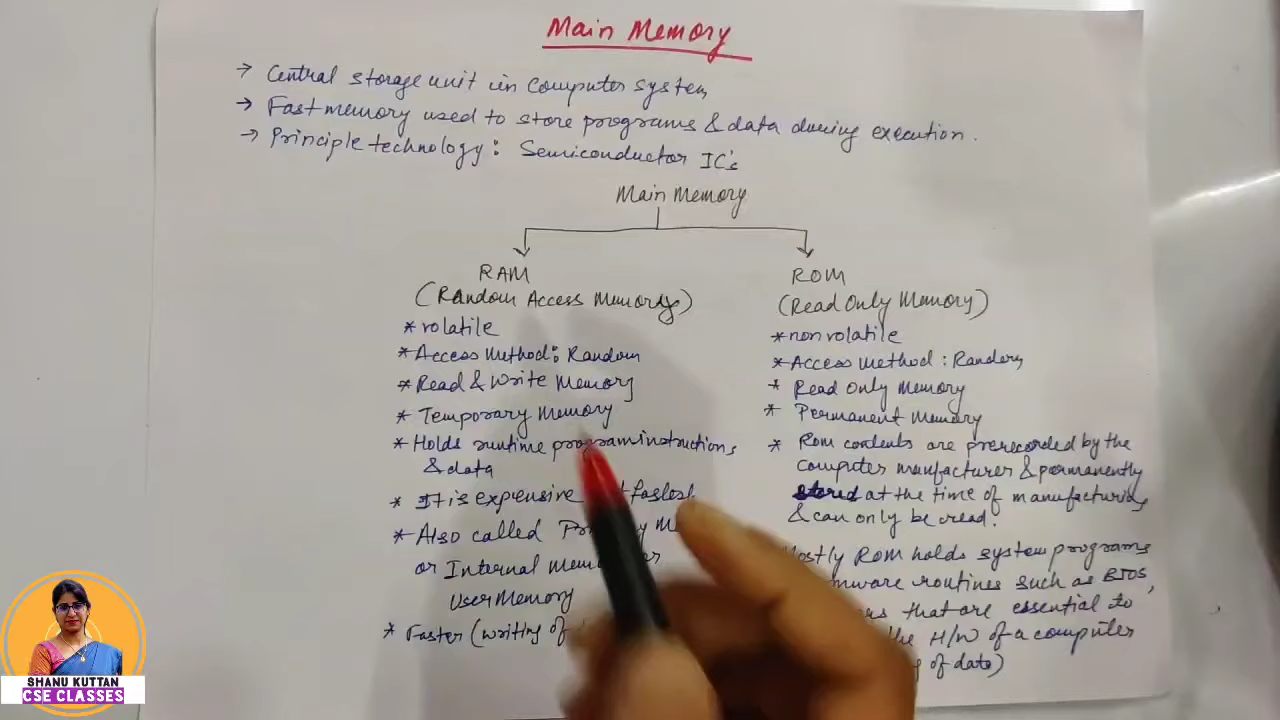 Main Memory
→ Central storage unit in computer system
→ Fast memory used to store programs & data during execution.
→ Principle technology: Semiconductor IC's
Main Memory
RAM
(Random Access Memory)
* volatile
* Access Method: Random
* Read & Write Memory
* Temporary Memory
* Holds runtime program instructions
& data
* It is expensive fastest
* Also called
or Internal or
User Memory
* Faster (writing of
ROM
(Read Only Memory)
* non volatile
* Access method: Random
* Read Only Memory
* Permanent Memory
* Rom contents are prerecorded by the
computer manufacturer & permanently
stored at the time of manufacturing
& can only be read.
Mostly ROM holds system programs
routines such as BIOS,
that are essential to
the H/W of a computer
of data)
SHANU KUTTAN
CSE CLASSES